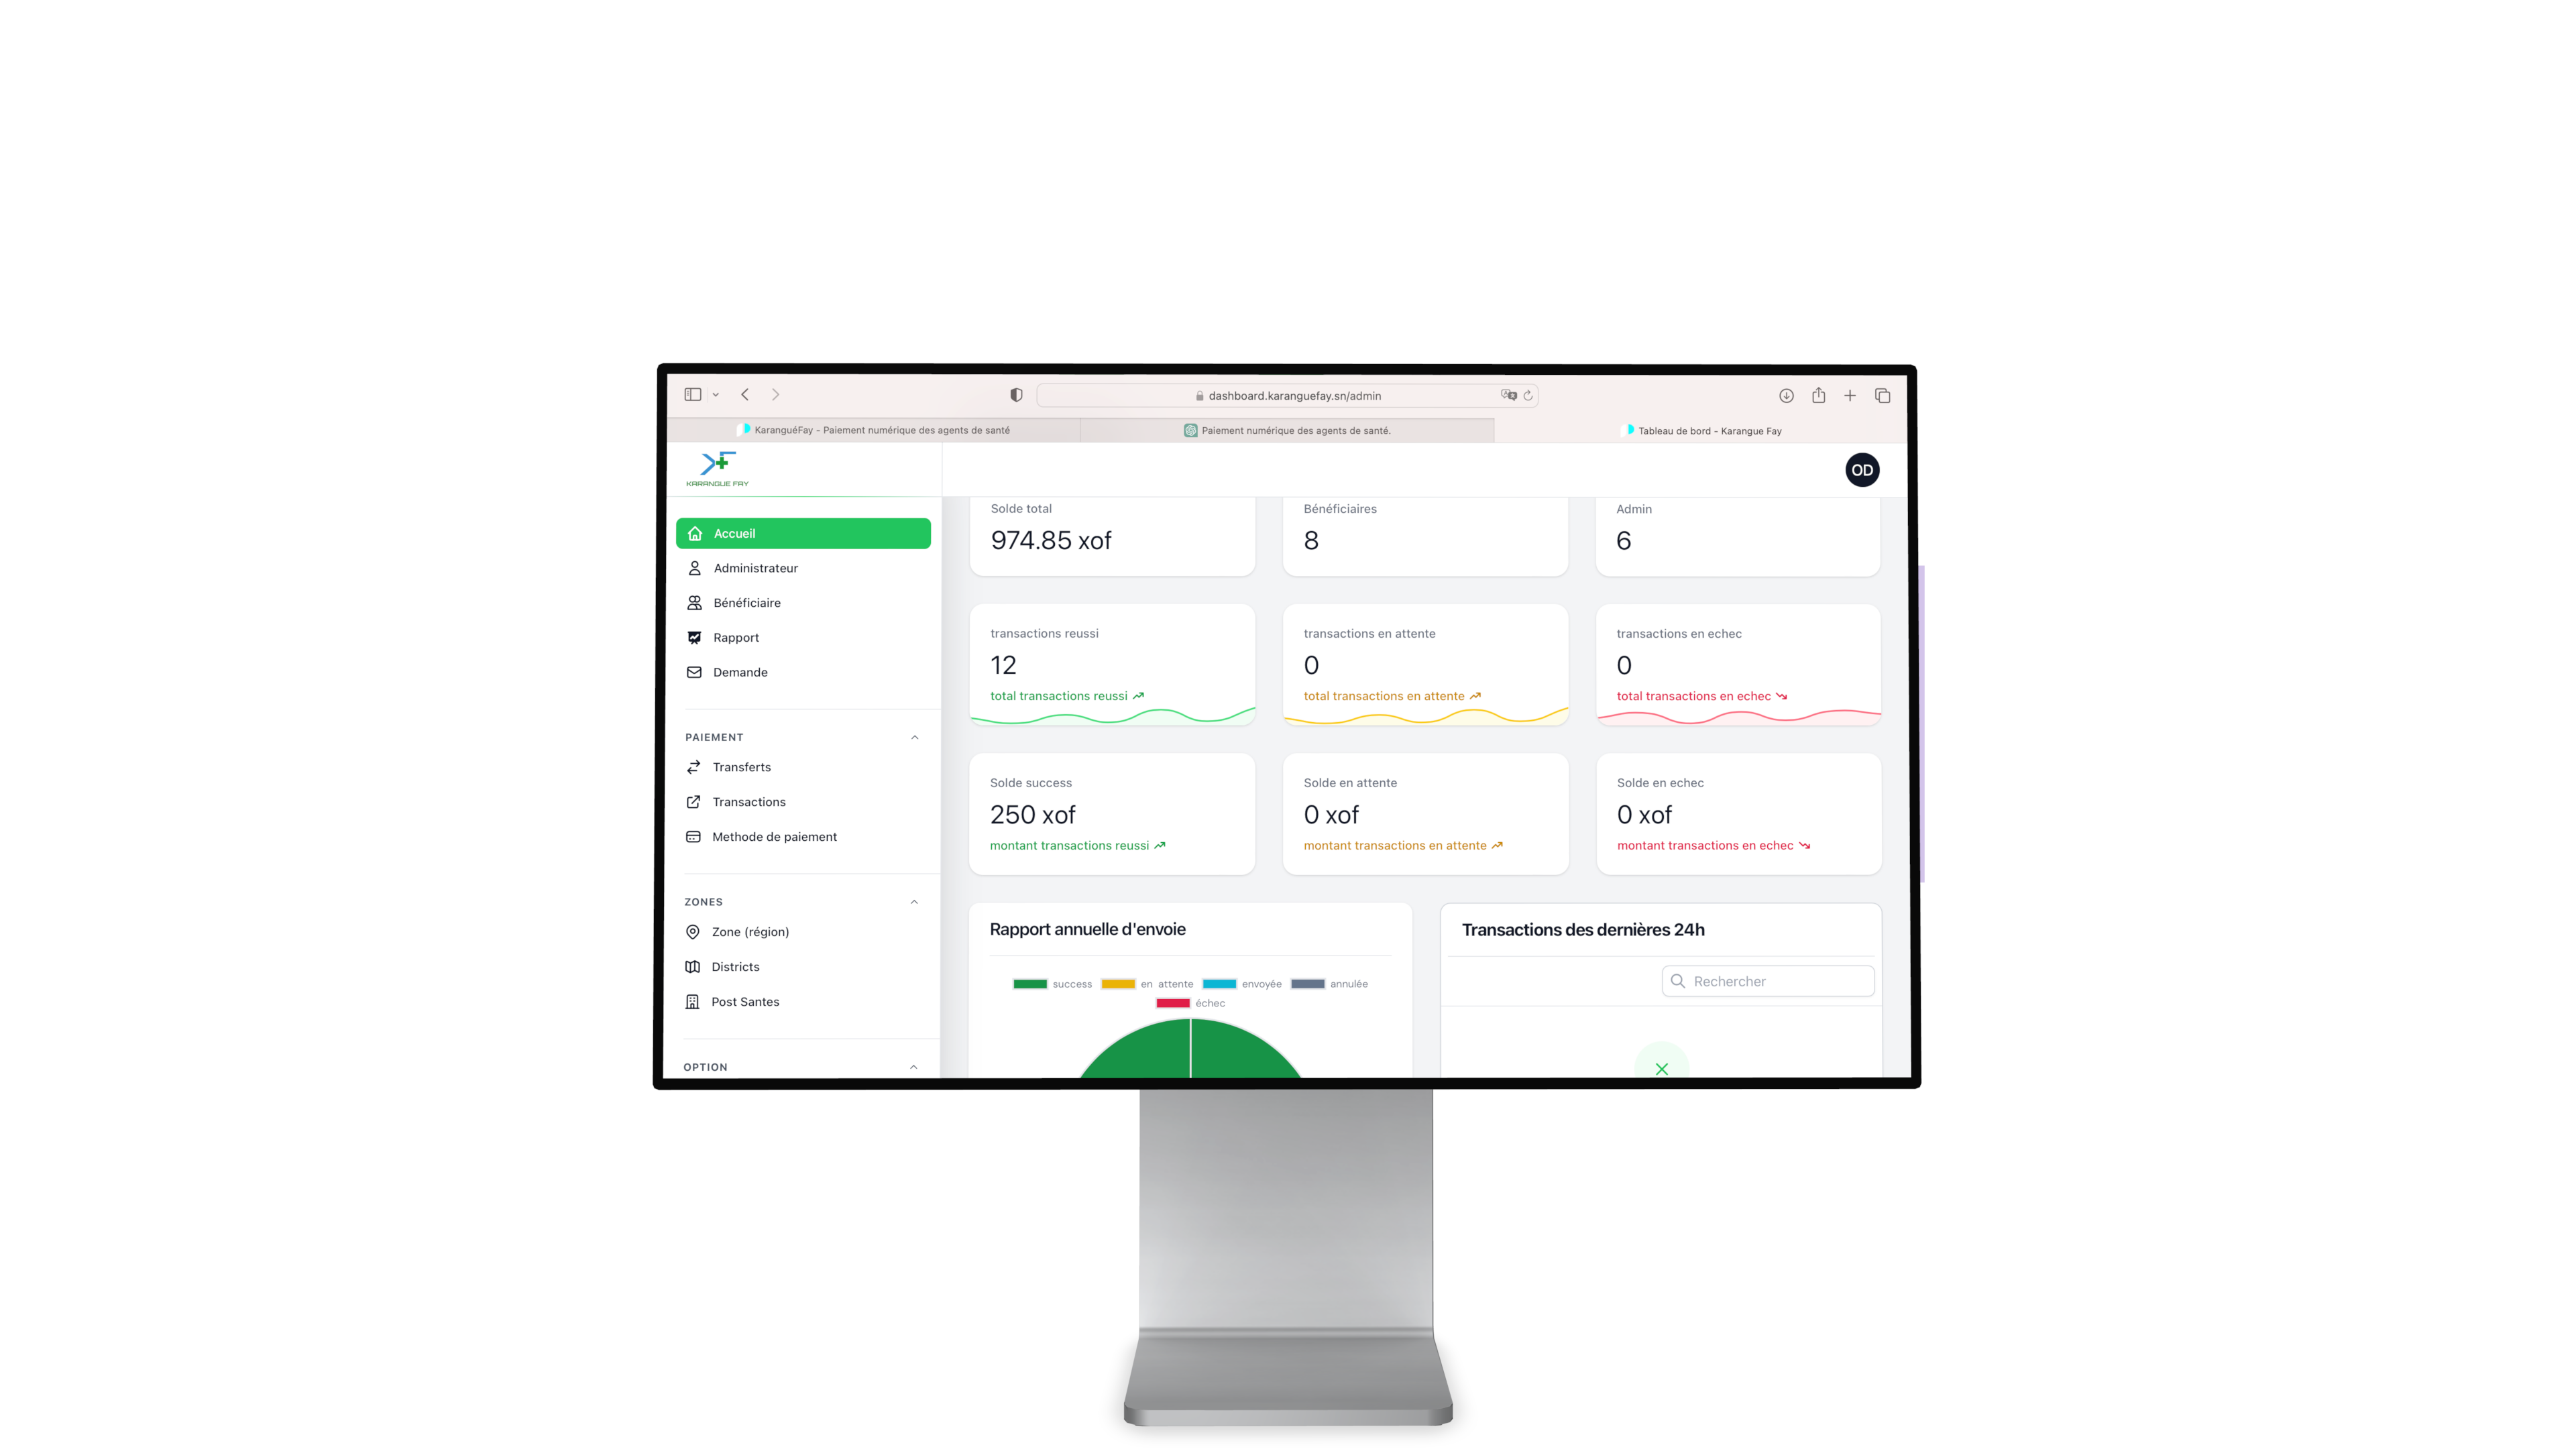 dashboard.karanguefay.sn/admin
KaranguéFay - Paiement numérique des agents de santé
Paiement numérique des agents de santé.
Tableau de bord - Karangue Fay
KARANGUE FAY
OD
Accueil
Administrateur
Bénéficiaire
Rapport
Demande
PAIEMENT
Transferts
Transactions
Methode de paiement
ZONES
Zone (région)
Districts
Post Santes
OPTION
Solde total
974.85 xof
Bénéficiaires
8
Admin
6
transactions reussi
12
total transactions reussi
transactions en attente
0
total transactions en attente
transactions en echec
0
total transactions en echec
Solde success
250 xof
montant transactions reussi
Solde en attente
0 xof
montant transactions en attente
Solde en echec
0 xof
montant transactions en echec
Rapport annuelle d'envoie
success en attente envoyée annulée
échec
Transactions des dernières 24h
Rechercher